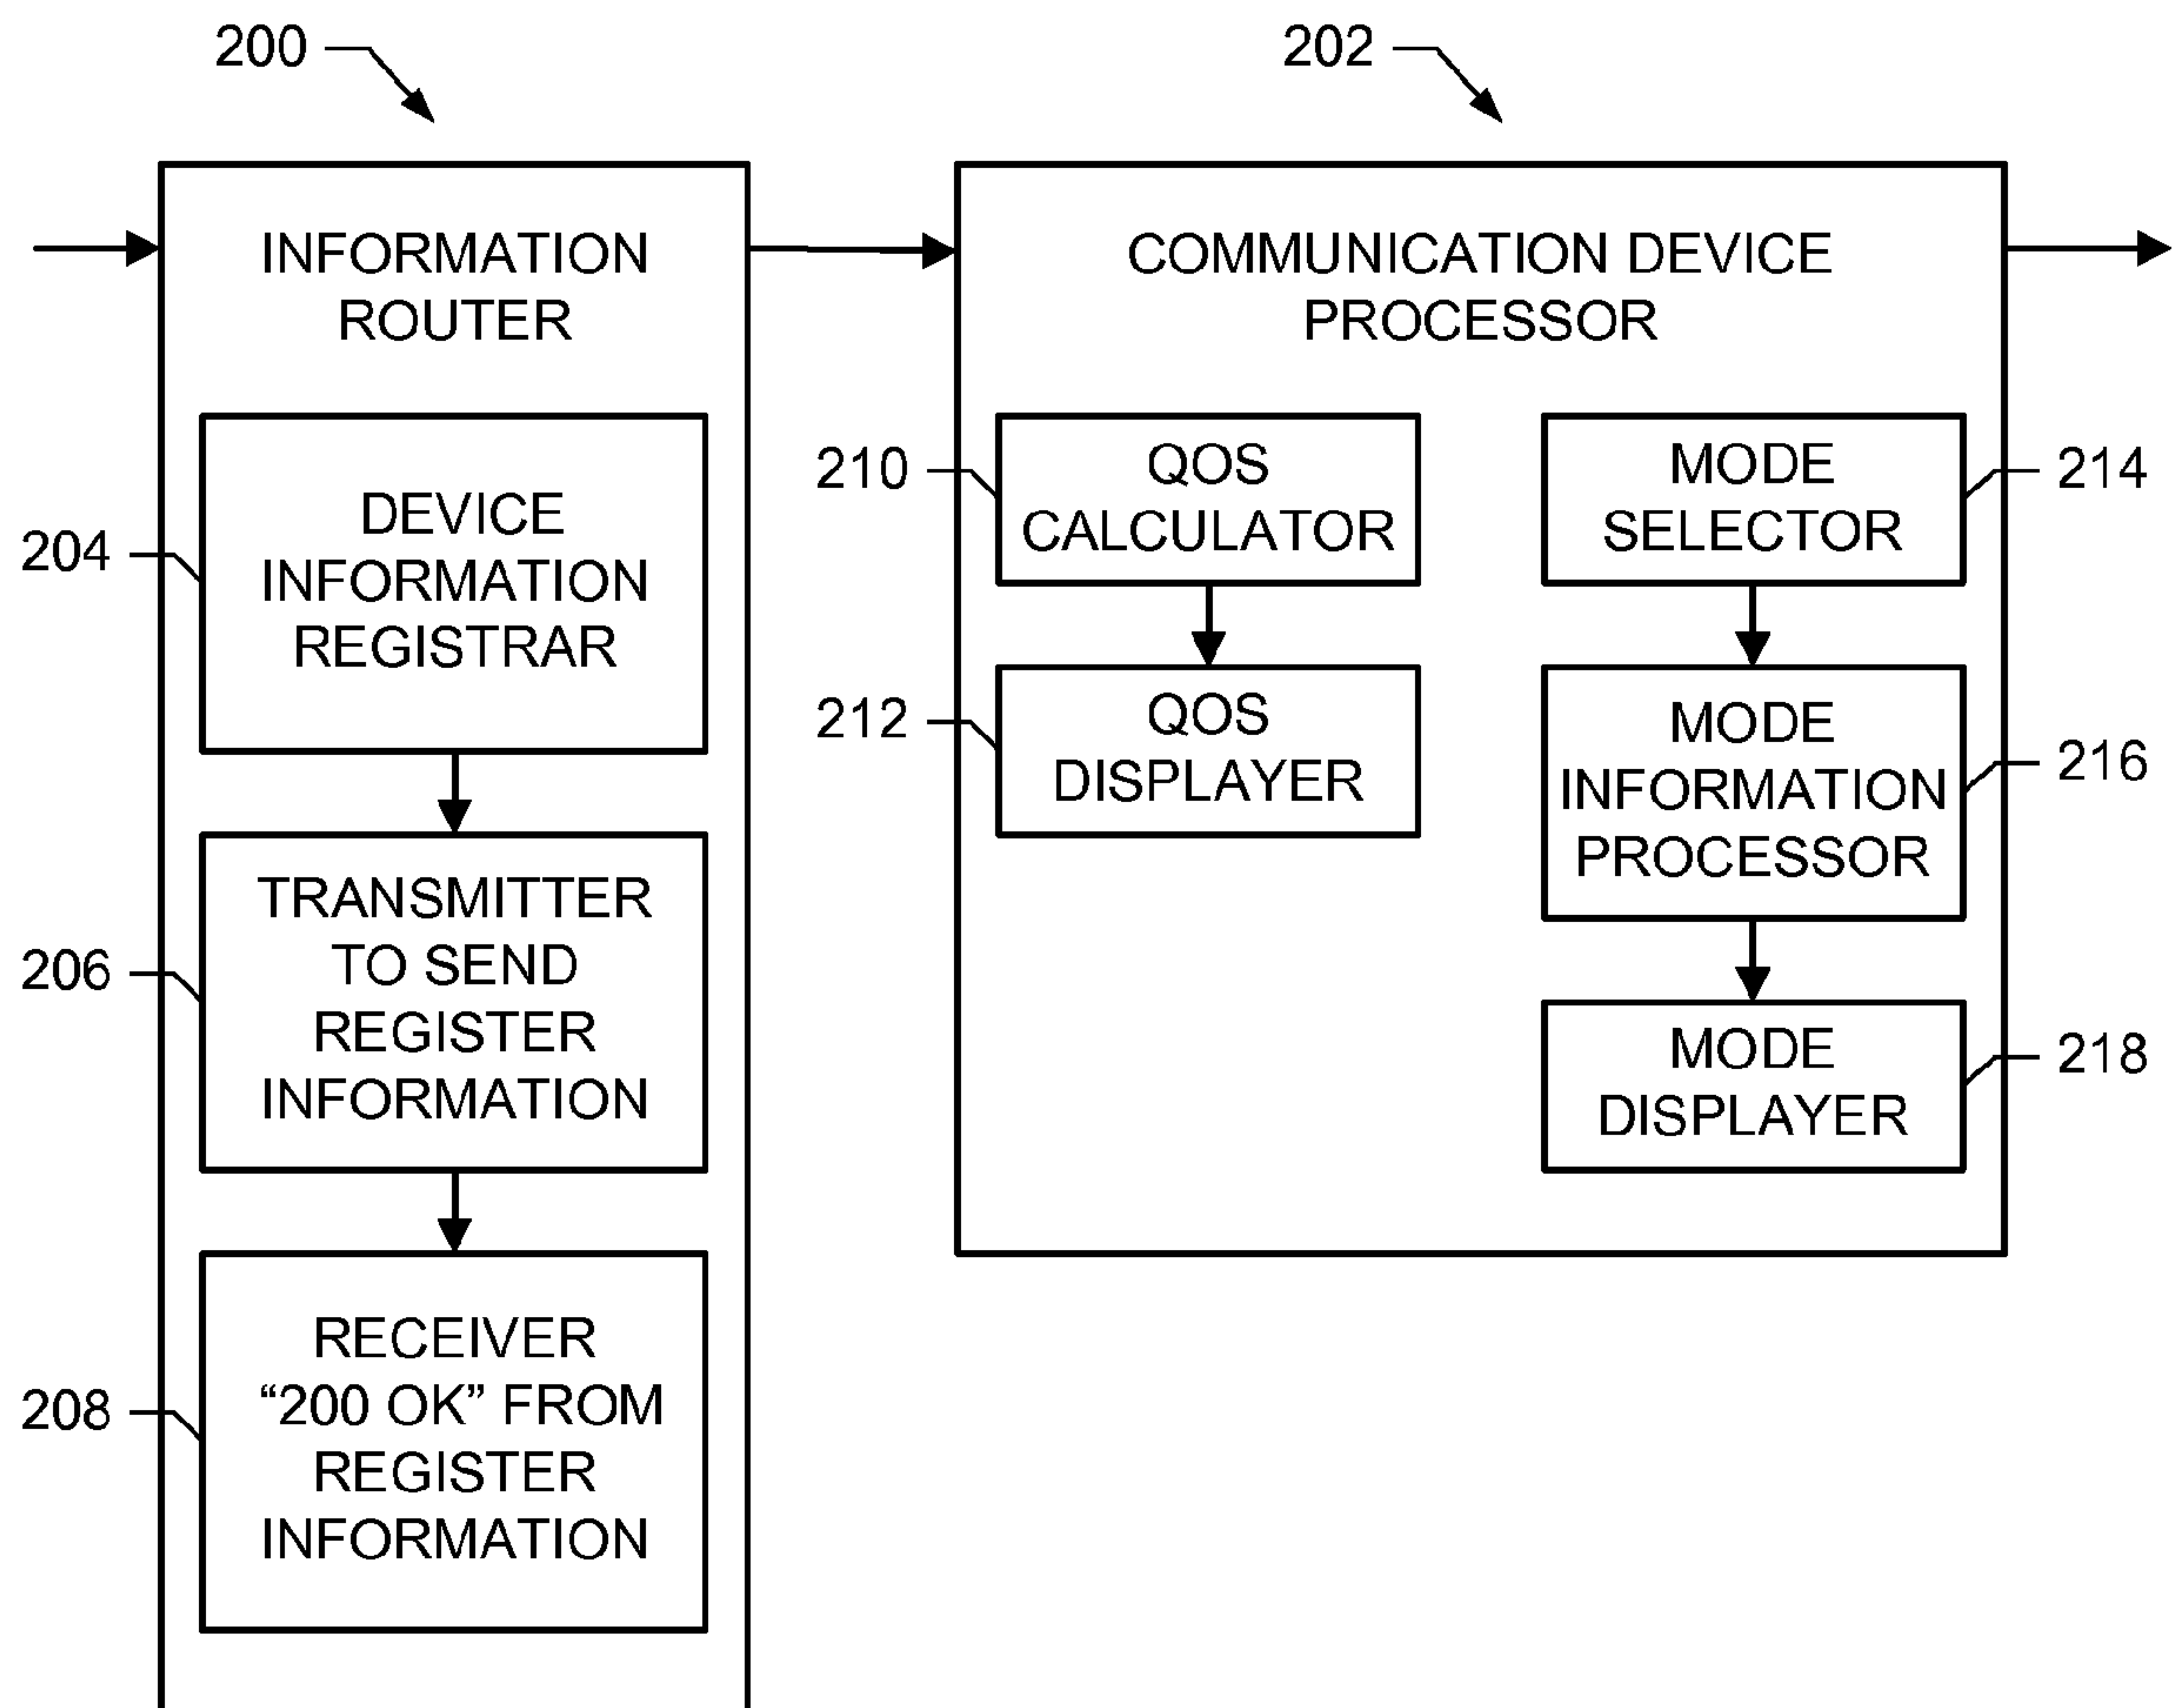 200
202
INFORMATION
ROUTER
204
DEVICE
INFORMATION
REGISTRAR
206
TRANSMITTER
TO SEND
REGISTER
INFORMATION
208
RECEIVER
“200 OK” FROM
REGISTER
INFORMATION
COMMUNICATION DEVICE
PROCESSOR
210
QOS
CALCULATOR
212
QOS
DISPLAYER
MODE
SELECTOR
214
MODE
INFORMATION
PROCESSOR
216
MODE
DISPLAYER
218